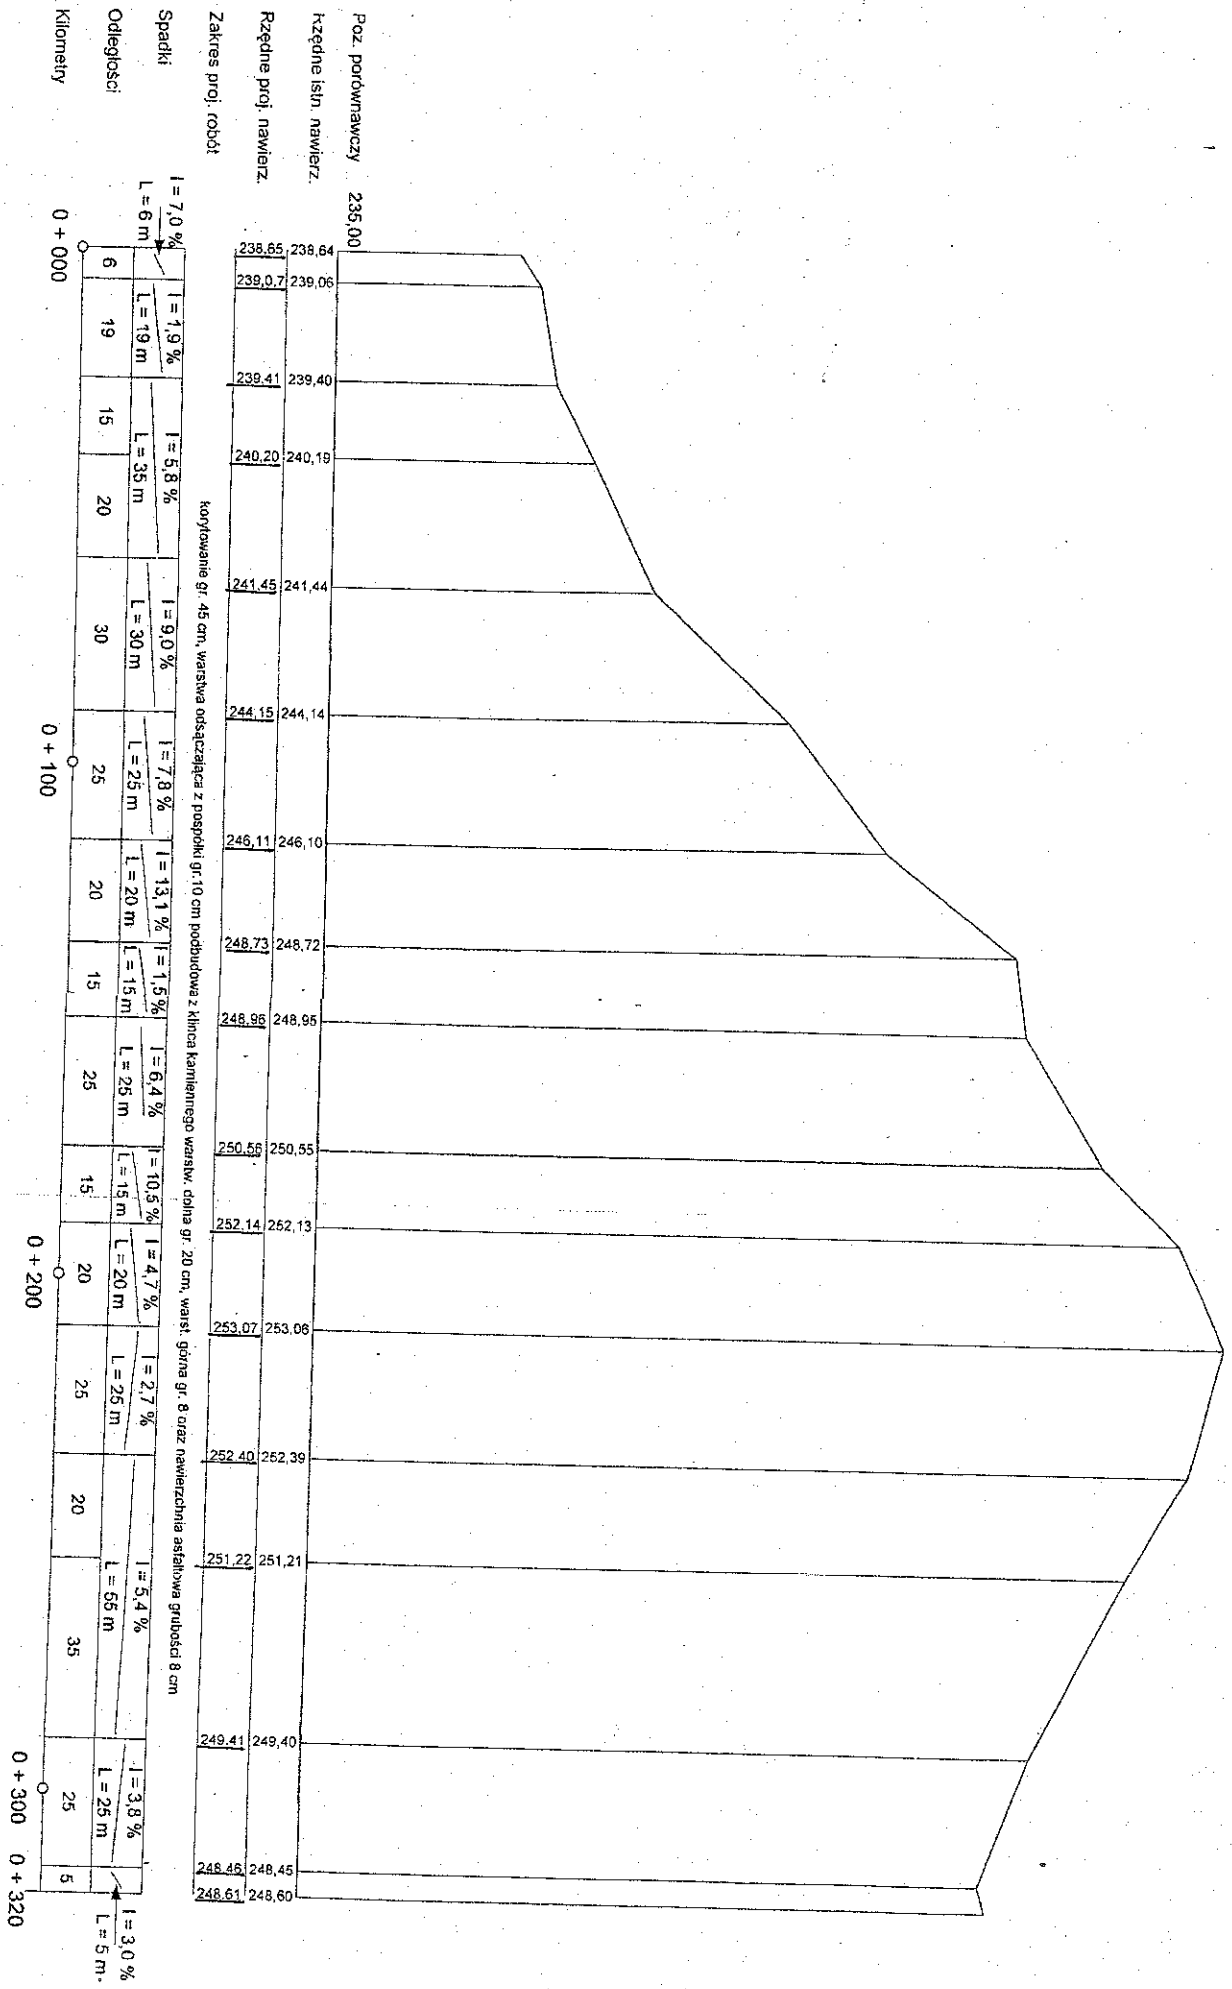 1
Poz. porównawczy 235,00
Rzędne istn. nawierz. 238,64 239,06 239,40 240,19 241,44 244,14 246,10 248.72 248,95 250,55 252,13 253.06 252,39 251,21 249,40 248,45 248,60
Rzędne proj. nawierz. 238.65 239,0.7 239.41 240,20 241.45 244,15 246,11 248.73 248.96 250.56 252.14 253,07 252.40 251,22 249.41 248.46 248.61
Zakres proj. robót
korytowanie gr. 45 cm, warstwa odsączająca z pospółki gr.10 cm podbudowa z klińca kamiennego warstw. dolna gr. 20 cm, warst. górna gr. 8 oraz nawierzchnia asfaltowa grubości 8 cm
Spadki
I = 7,0 % I = 1,9 % I = 5,8 % I = 9,0 % I = 7,8 % I = 13,1 % I = 1,5 % I = 6,4 % I = 10,5 % I = 4,7 % I = 2,7 % I = 5,4 % I = 3,8 % I = 3,0 %
L = 6 m L = 19 m L = 35 m L = 30 m L = 25 m L = 20 m L = 15 m L = 25 m L = 15 m L = 20 m L = 25 m L = 55 m L = 25 m L = 5 m
Odległości 6 19 15 20 30 25 20 15 25 15 20 25 20 35 25 5
Kilometry 0 + 000 0 + 100 0 + 200 0 + 300 0 + 320